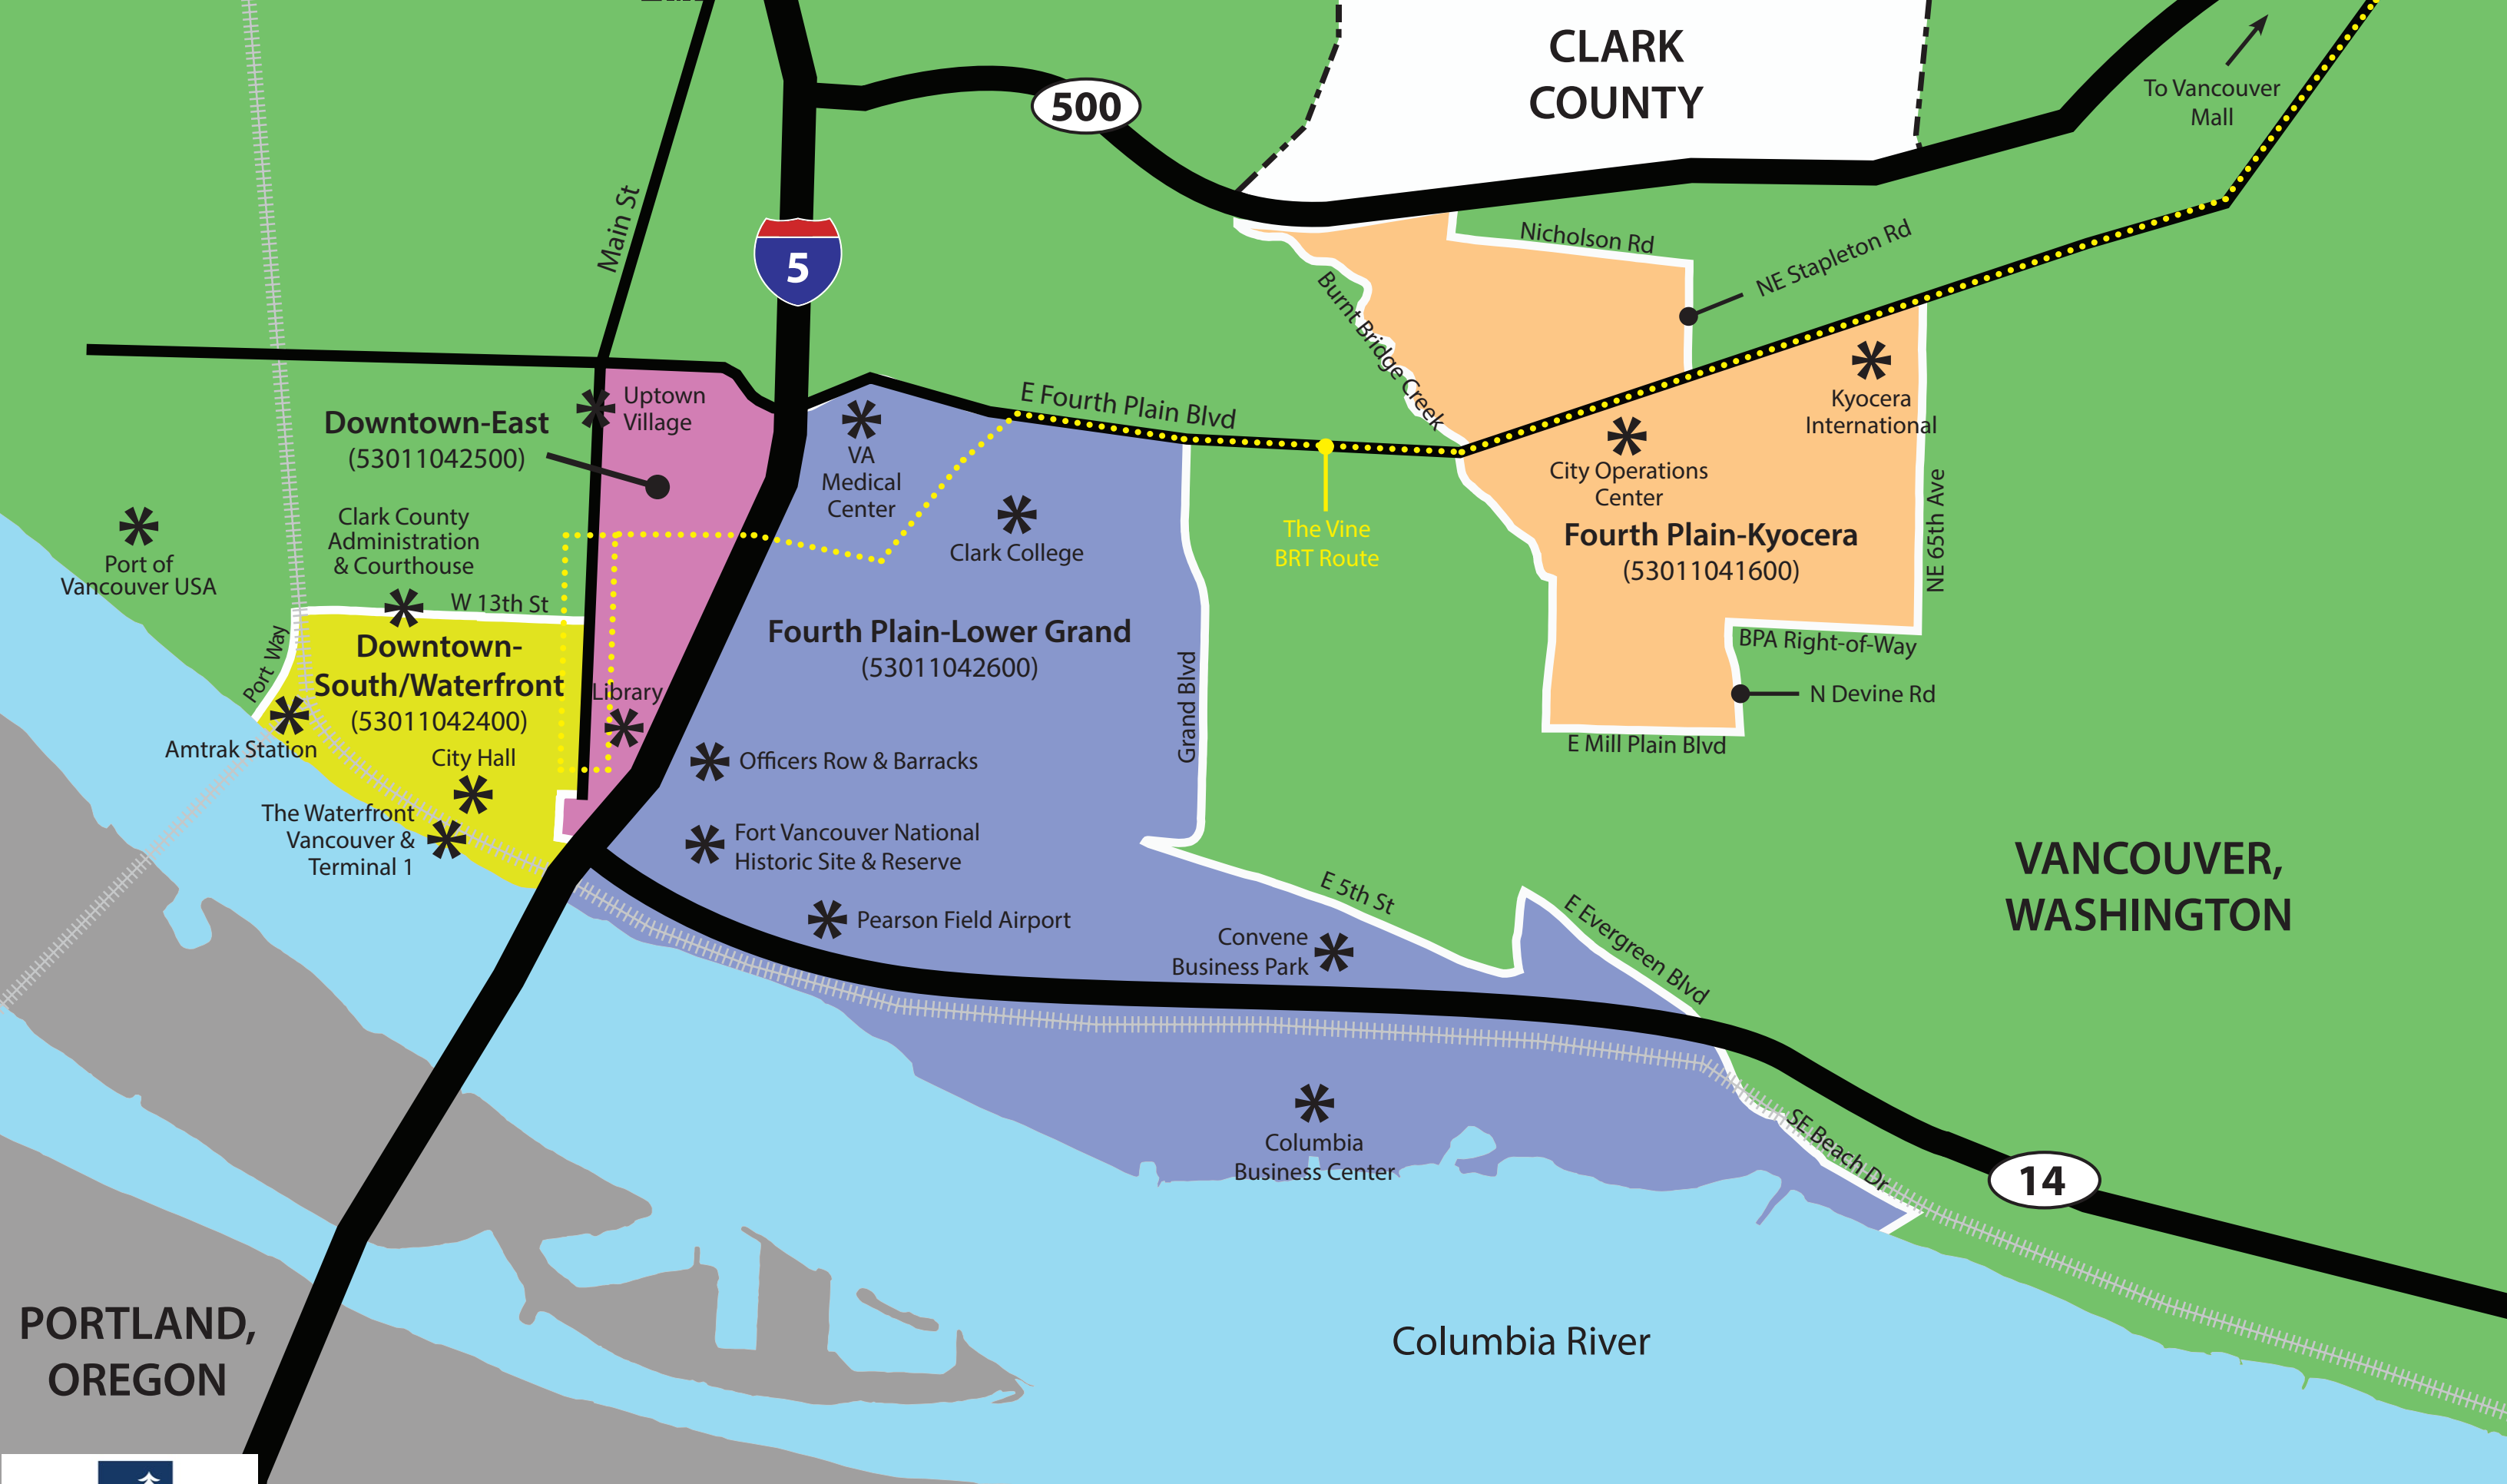 CLARK
COUNTY
To Vancouver
Mall
500
Main St
5
Nicholson Rd
NE Stapleton Rd
Burnt Bridge Creek
E Fourth Plain Blvd
Uptown
Village
Downtown-East
(53011042500)
VA
Medical
Center
Kyocera
International
City Operations
Center
Clark County
Administration
& Courthouse
Port of
Vancouver USA
Clark College
The Vine
BRT Route
Fourth Plain-Kyocera
(53011041600)
NE 65th Ave
W 13th St
Port Way
Downtown-
South/Waterfront
(53011042400)
Fourth Plain-Lower Grand
(53011042600)
Grand Blvd
BPA Right-of-Way
N Devine Rd
E Mill Plain Blvd
Library
Amtrak Station
City Hall
Officers Row & Barracks
The Waterfront
Vancouver &
Terminal 1
Fort Vancouver National
Historic Site & Reserve
Pearson Field Airport
E 5th St
E Evergreen Blvd
Convene
Business Park
VANCOUVER,
WASHINGTON
Columbia
Business Center
SE Beach Dr
14
PORTLAND,
OREGON
Columbia River